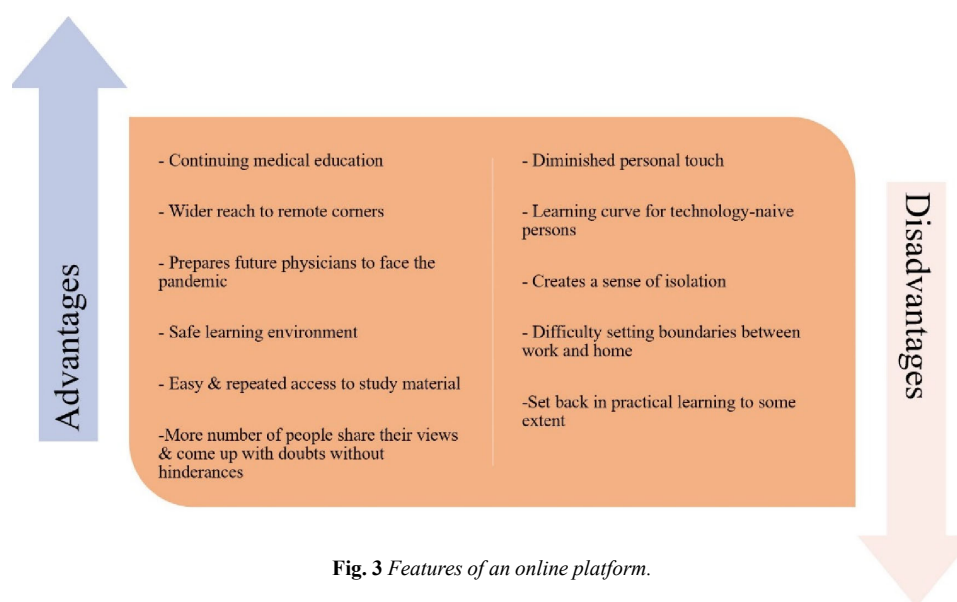 Advantages
- Continuing medical education
- Wider reach to remote corners
- Prepares future physicians to face the
pandemic
- Safe learning environment
- Easy & repeated access to study material
-More number of people share their views
& come up with doubts without
hinderances
- Diminished personal touch
- Learning curve for technology-naive
persons
- Creates a sense of isolation
- Difficulty setting boundaries between
work and home
-Set back in practical learning to some
extent
Disadvantages
Fig. 3 Features of an online platform.